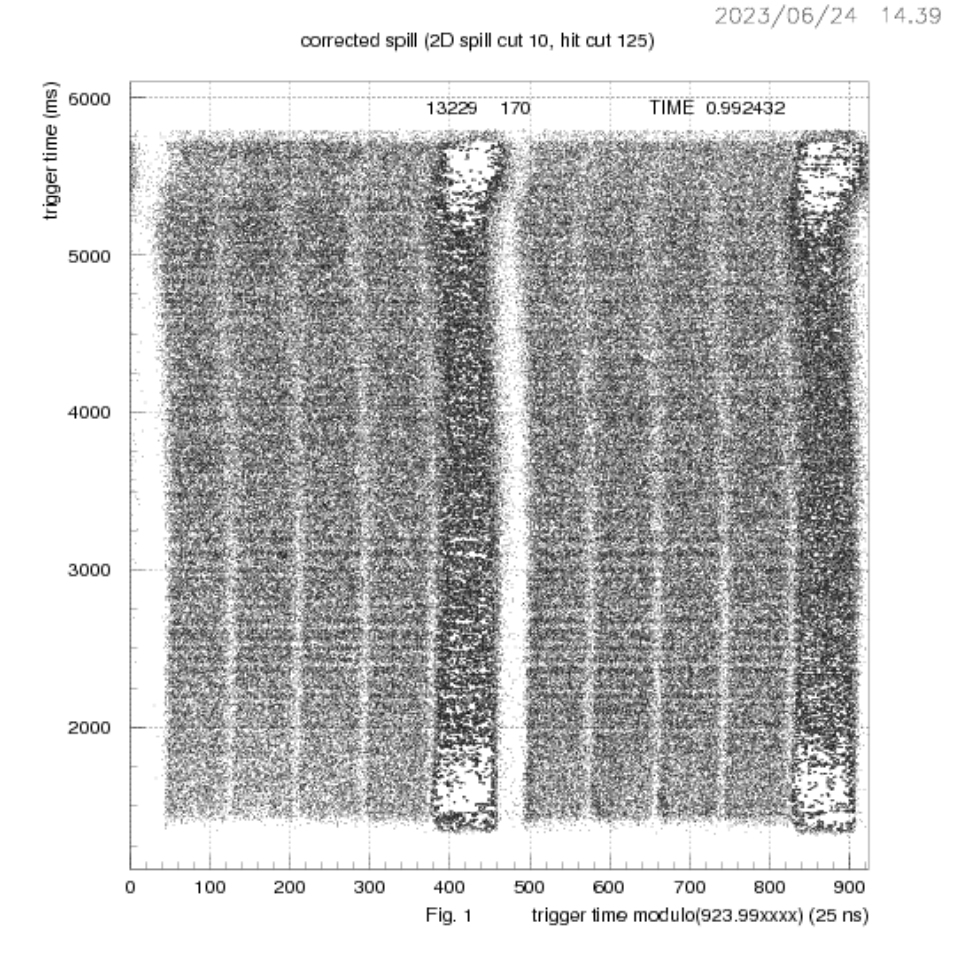 2023/06/24 14.39
corrected spill (2D spill cut 10, hit cut 125)
trigger time (ms)
13229 170 TIME 0.992432
6000
5000
4000
3000
2000
0 100 200 300 400 500 600 700 800 900
Fig. 1 trigger time modulo(923.99xxxx) (25 ns)